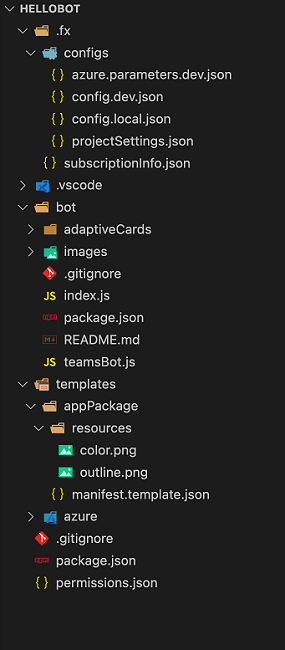 HELLOBOT
.fx
configs
{ } azure.parameters.dev.json
{ } config.dev.json
{ } config.local.json
{ } projectSettings.json
{ } subscriptionInfo.json
.vscode
bot
adaptiveCards
images
.gitignore
JS index.js
package.json
README.md
JS teamsBot.js
templates
appPackage
resources
color.png
outline.png
{ } manifest.template.json
azure
.gitignore
package.json
{ } permissions.json